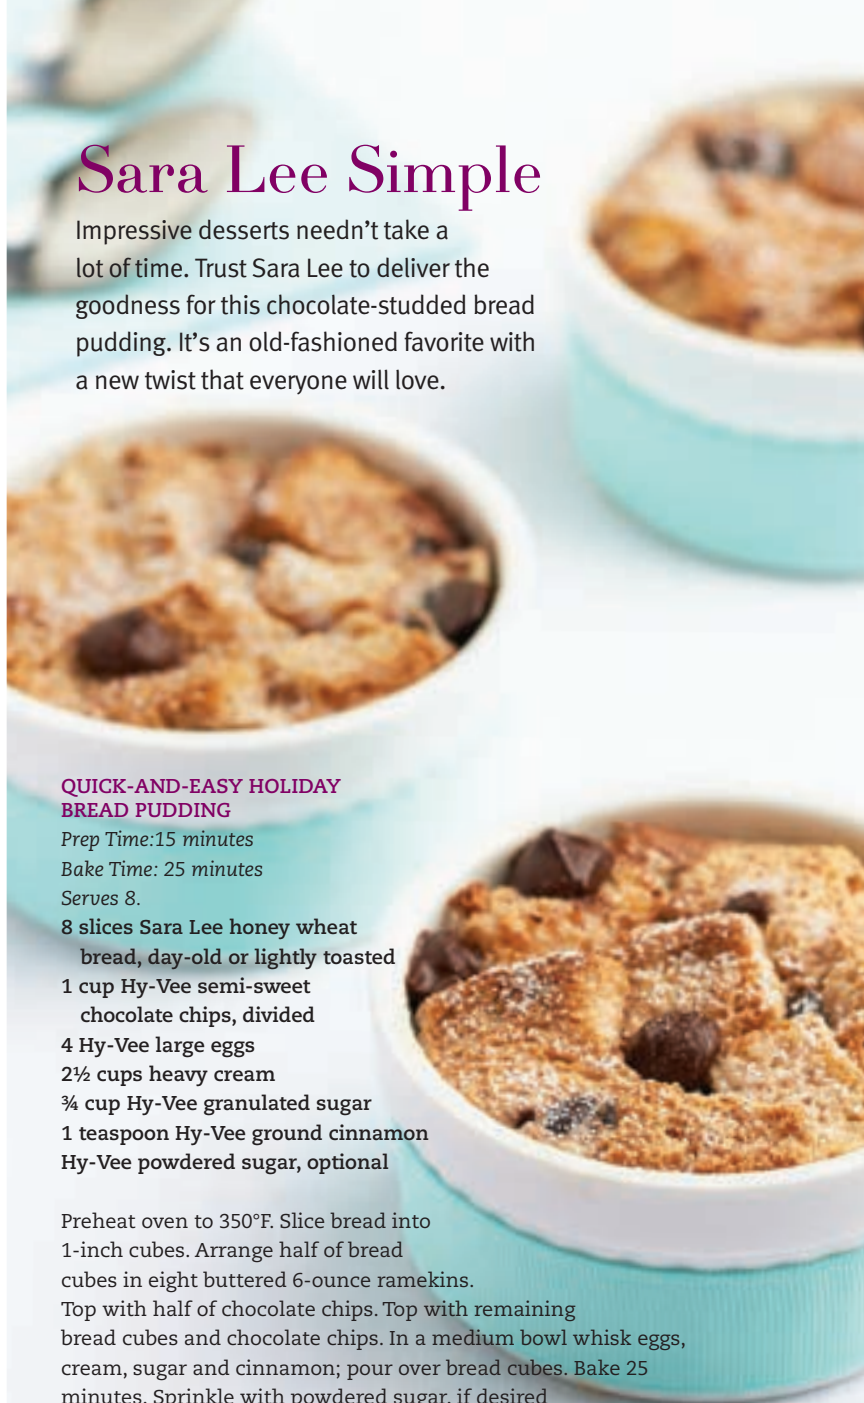 Sara Lee Simple
Impressive desserts needn’t take a
lot of time. Trust Sara Lee to deliver the
goodness for this chocolate-studded bread
pudding. It’s an old-fashioned favorite with
a new twist that everyone will love.
QUICK-AND-EASY HOLIDAY
BREAD PUDDING
Prep Time:15 minutes
Bake Time: 25 minutes
Serves 8.
8 slices Sara Lee honey wheat
bread, day-old or lightly toasted
1 cup Hy-Vee semi-sweet
chocolate chips, divided
4 Hy-Vee large eggs
2½ cups heavy cream
¾ cup Hy-Vee granulated sugar
1 teaspoon Hy-Vee ground cinnamon
Hy-Vee powdered sugar, optional
Preheat oven to 350°F. Slice bread into
1-inch cubes. Arrange half of bread
cubes in eight buttered 6-ounce ramekins.
Top with half of chocolate chips. Top with remaining
bread cubes and chocolate chips. In a medium bowl whisk eggs,
cream, sugar and cinnamon; pour over bread cubes. Bake 25
minutes. Sprinkle with powdered sugar, if desired